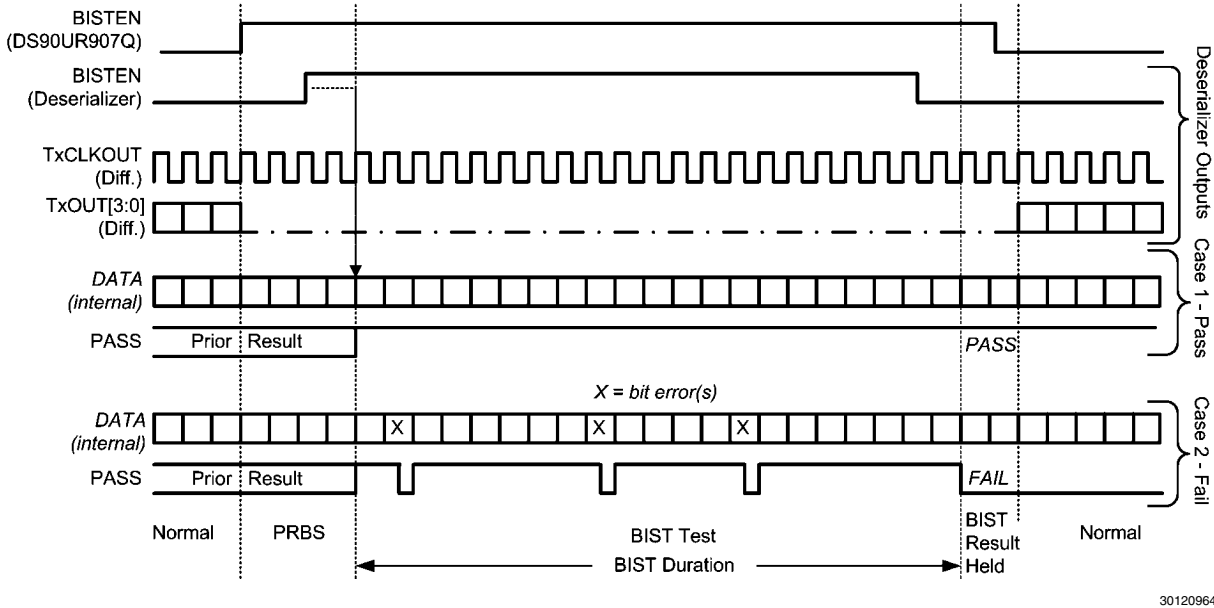 BISTEN
(DS90UR907Q)
BISTEN
(Deserializer)
TxCLKOUT
(Diff.)
TxOUT[3:0]
(Diff.)
Deserializer Outputs
DATA
(internal)
PASS
Prior Result
PASS
Case 1 - Pass
X = bit error(s)
DATA
(internal)
X
X
X
PASS
Prior Result
FAIL
Case 2 - Fail
Normal
PRBS
BIST Test
BIST Duration
BIST
Result
Held
Normal
30120964